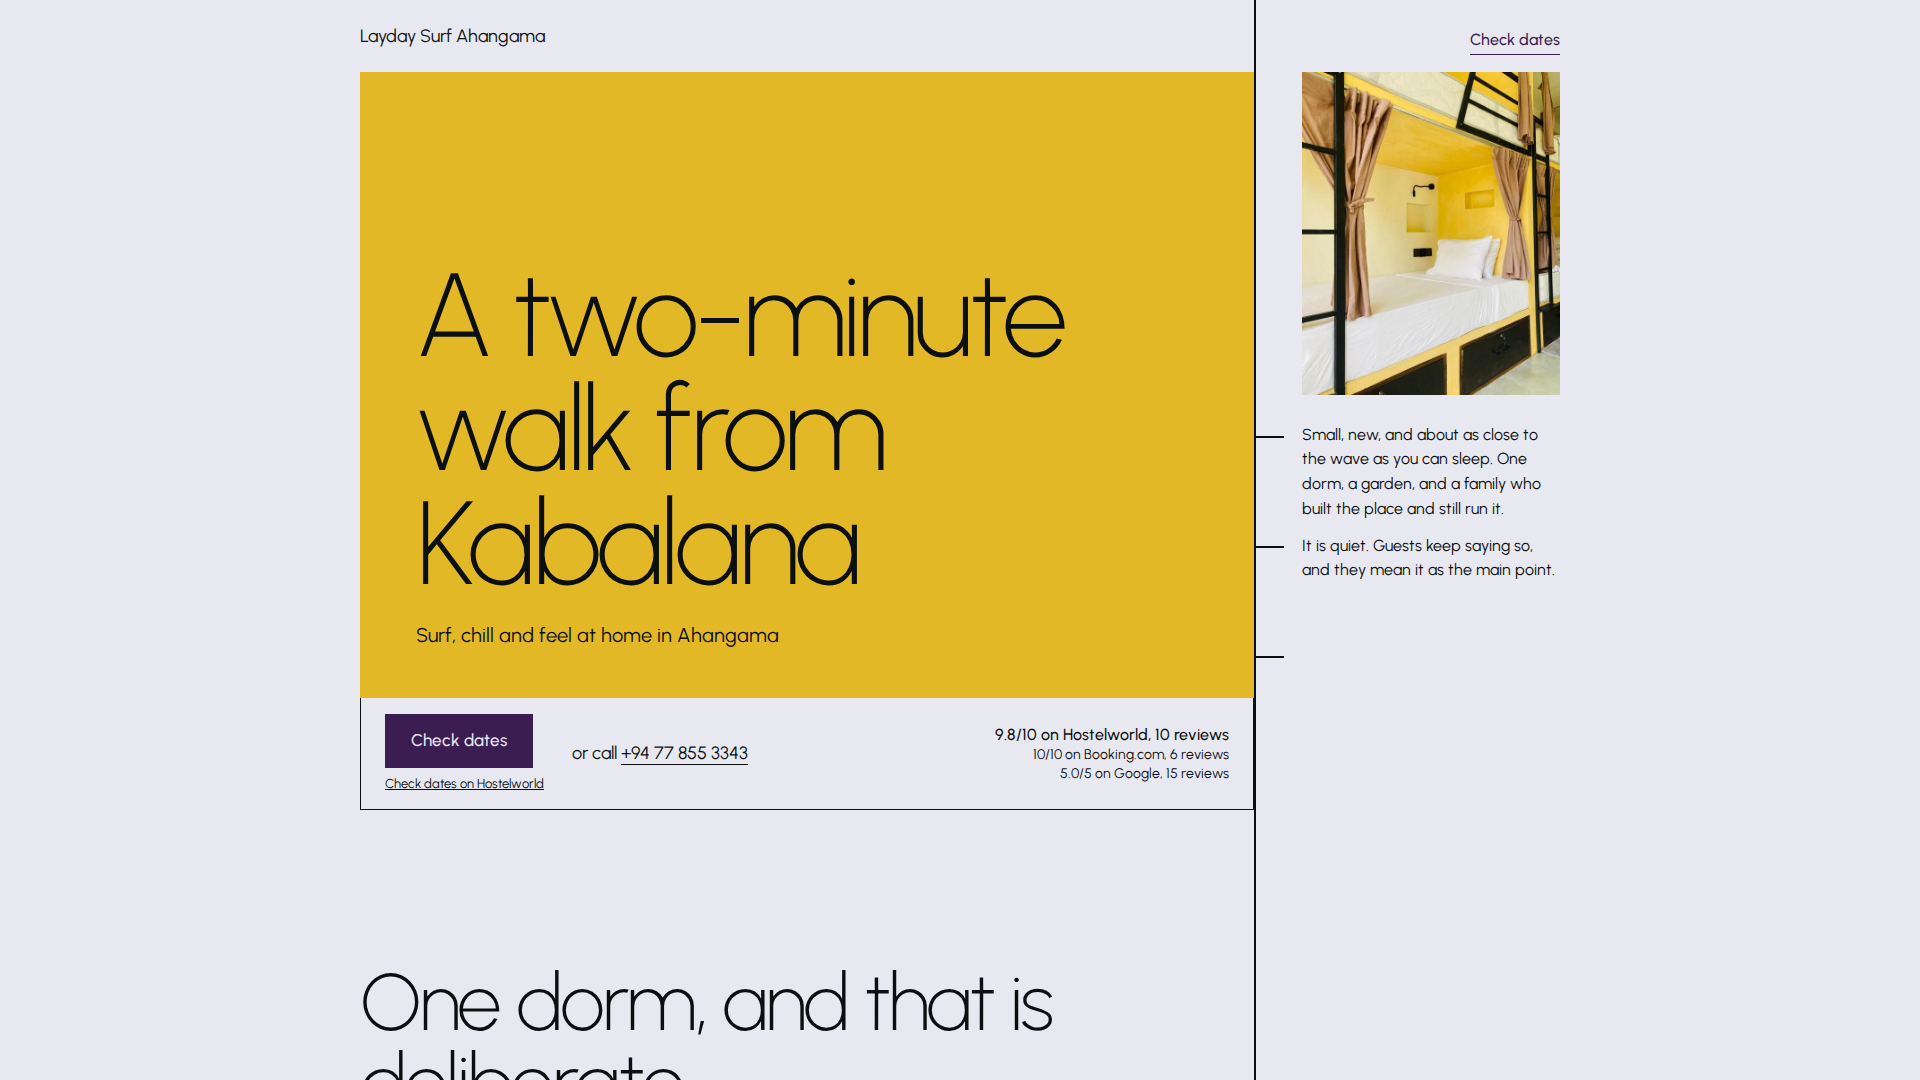 Layday Surf Ahangama
Check dates
A two-minute
walk from
Kabalana
Surf, chill and feel at home in Ahangama
Small, new, and about as close to
the wave as you can sleep. One
dorm, a garden, and a family who
built the place and still run it.
It is quiet. Guests keep saying so,
and they mean it as the main point.
Check dates
Check dates on Hostelworld
or call +94 77 855 3343
9.8/10 on Hostelworld, 10 reviews
10/10 on Booking.com, 6 reviews
5.0/5 on Google, 15 reviews
One dorm, and that is
deliberate